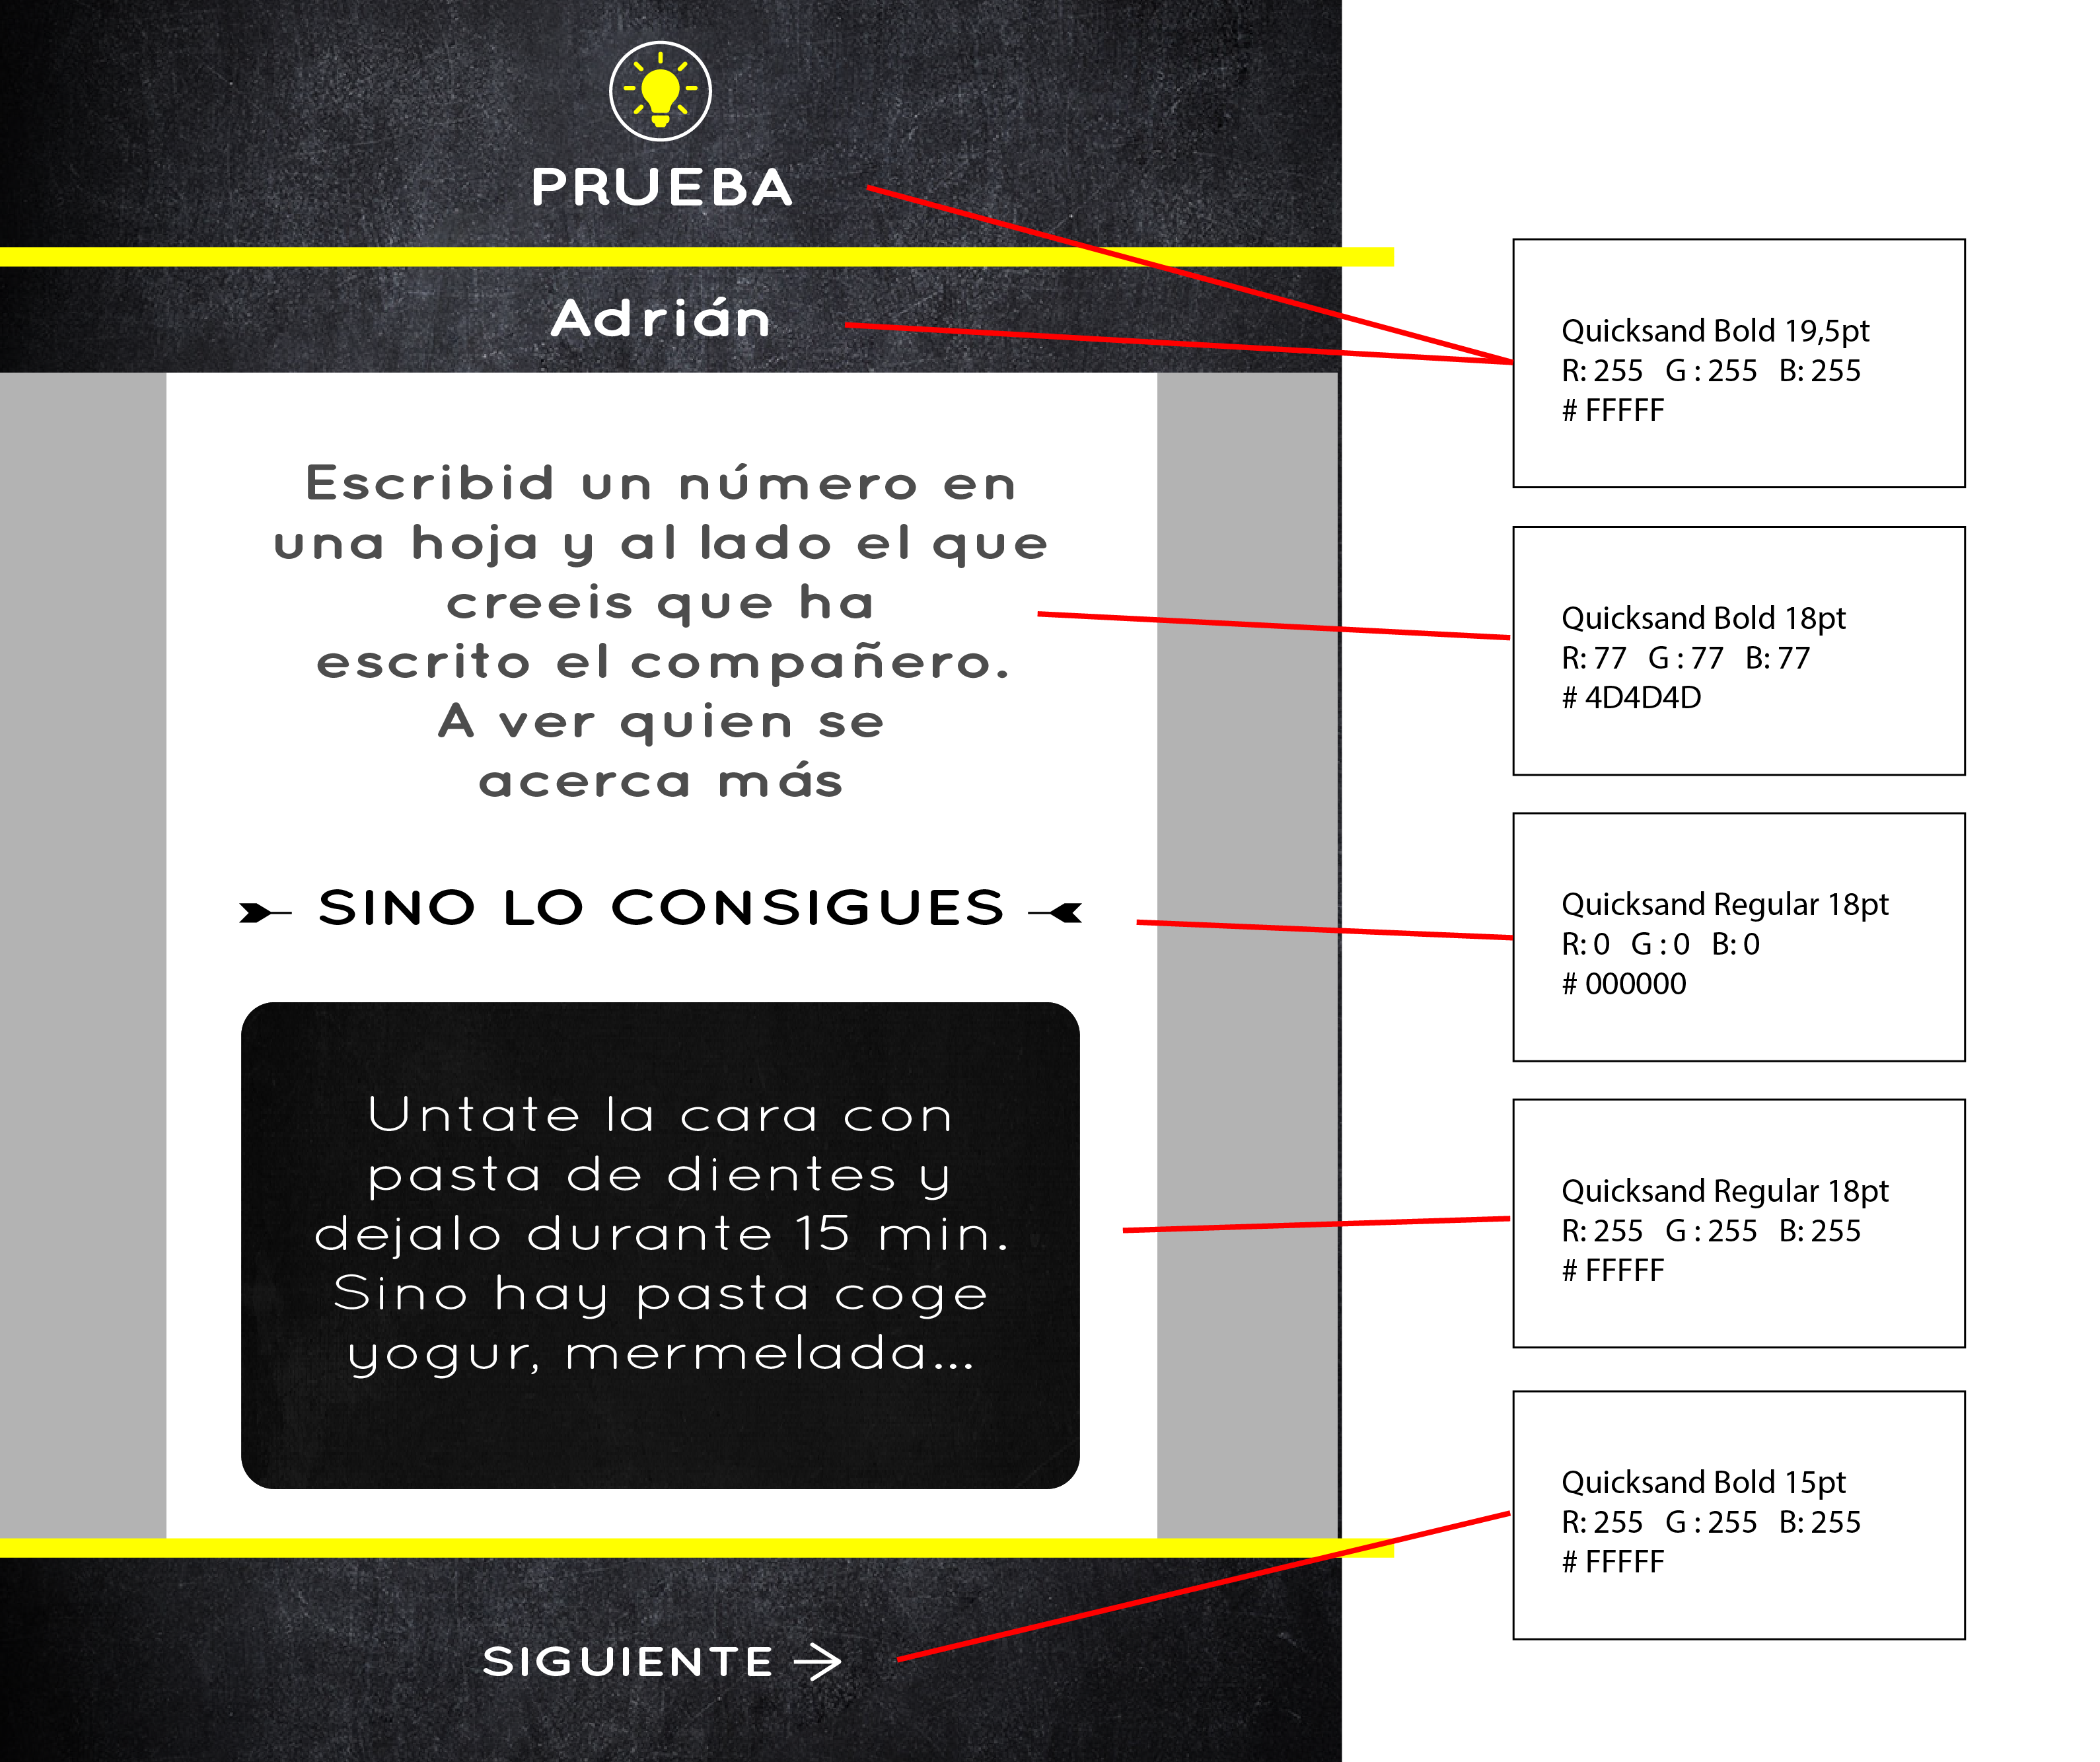 PRUEBA
Adrián
Escribid un número en
una hoja y al lado el que
creeis que ha
escrito el compañero.
A ver quien se
acerca más
SINO LO CONSIGUES
Untate la cara con
pasta de dientes y
dejalo durante 15 min.
Sino hay pasta coge
yogur, mermelada...
SIGUIENTE
Quicksand Bold 19,5pt
R: 255 G : 255 B: 255
# FFFFF
Quicksand Bold 18pt
R: 77 G : 77 B: 77
# 4D4D4D
Quicksand Regular 18pt
R: 0 G : 0 B: 0
# 000000
Quicksand Regular 18pt
R: 255 G : 255 B: 255
# FFFFF
Quicksand Bold 15pt
R: 255 G : 255 B: 255
# FFFFF